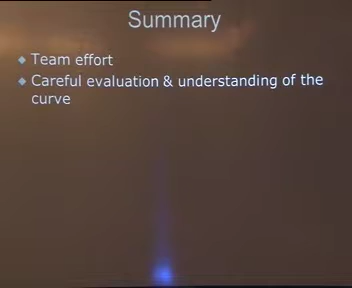 Summary
Team effort
Careful evaluation & understanding of the
curve